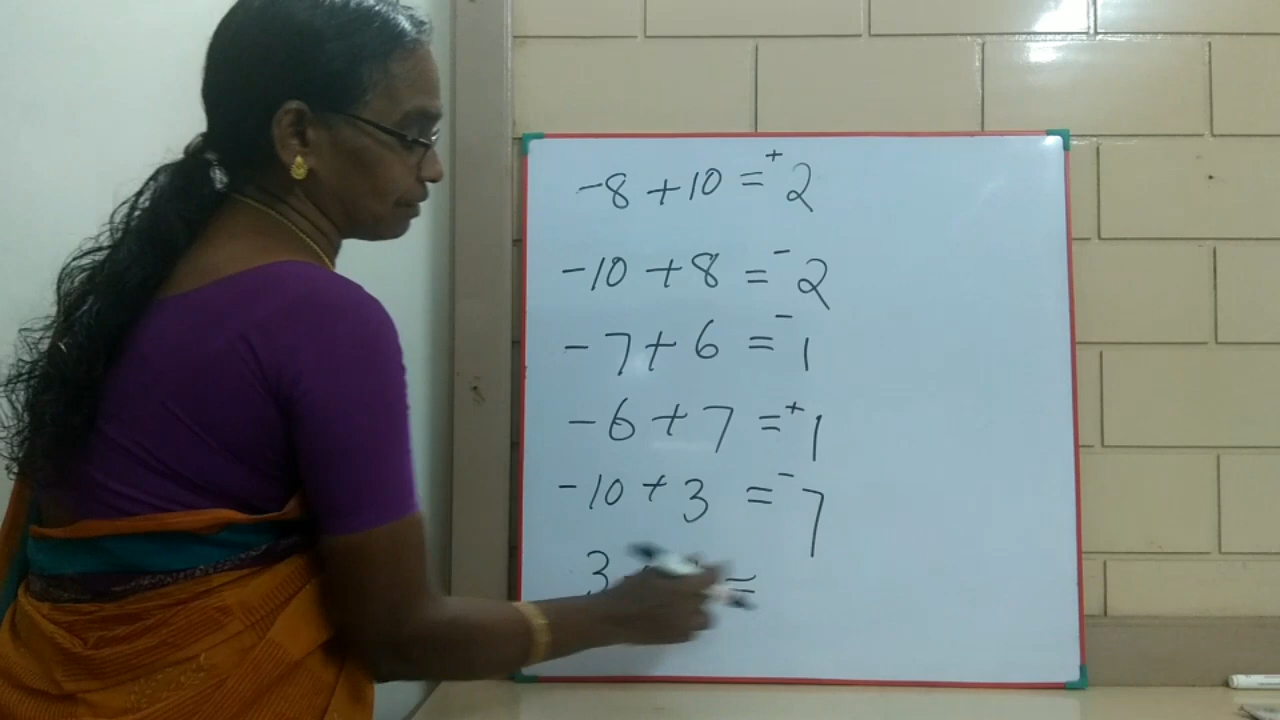 -8 + 10 = +2
-10 + 8 = -2
-7 + 6 = -1
-6 + 7 = +1
-10 + 3 = -7
3 =